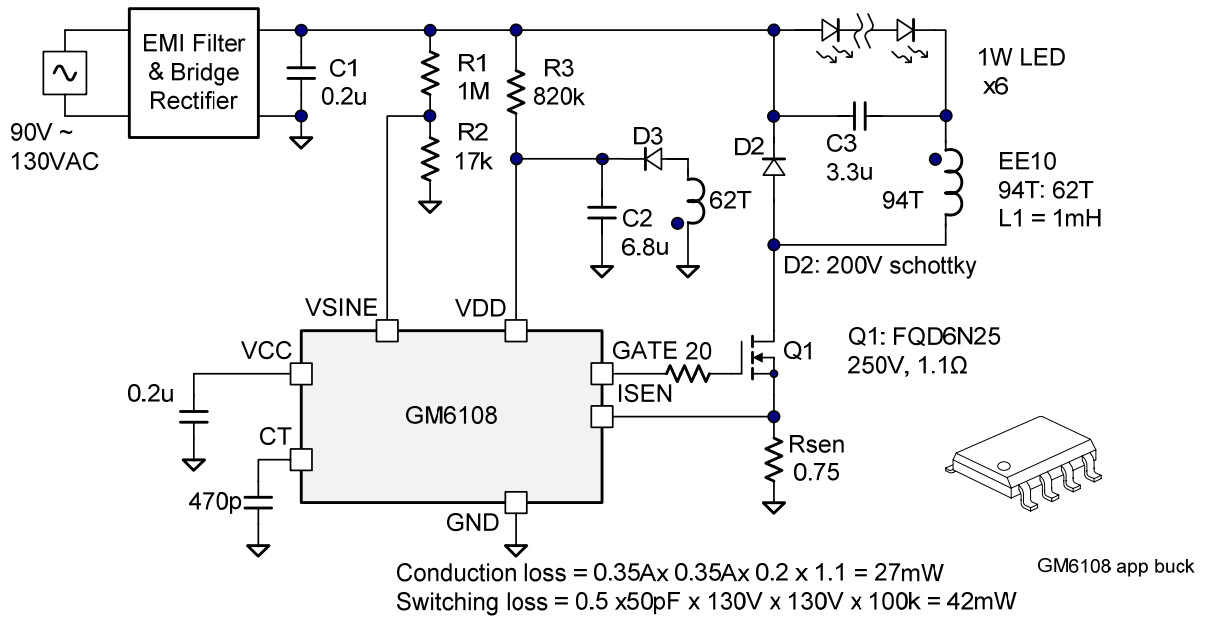 EMI Filter
& Bridge
Rectifier
90V ~
130VAC
C1
0.2u
R1
1M
R2
17k
R3
820k
D3
62T
C2
6.8u
D2
C3
3.3u
94T
1W LED
x6
EE10
94T: 62T
L1 = 1mH
D2: 200V schottky
VSINE
VDD
VCC
0.2u
CT
470p
GM6108
GND
GATE 20
ISEN
Q1
Q1: FQD6N25
250V, 1.1Ω
Rsen
0.75
GM6108 app buck
Conduction loss = 0.35Ax 0.35Ax 0.2 x 1.1 = 27mW
Switching loss = 0.5 x50pF x 130V x 130V x 100k = 42mW